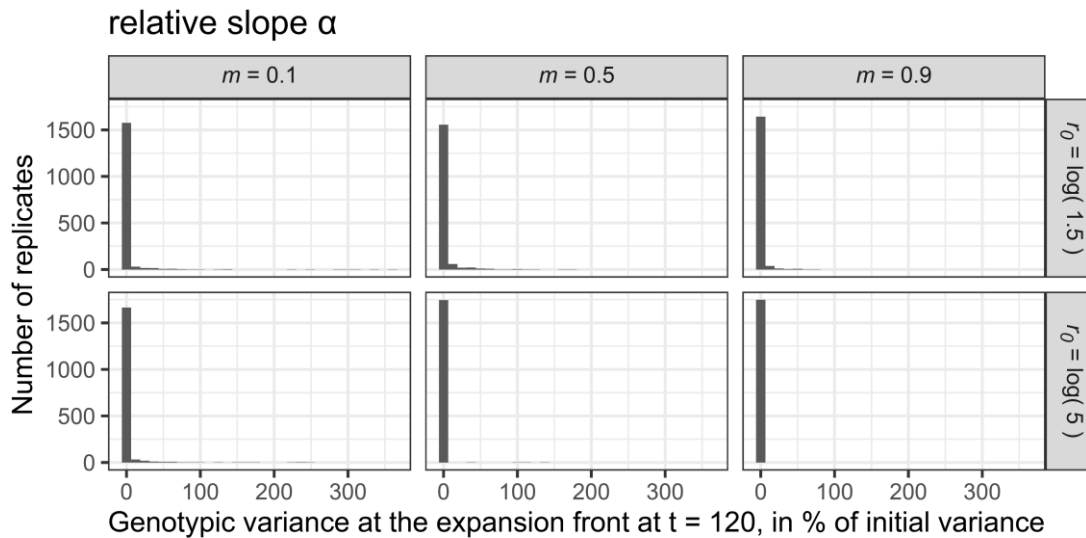 relative slope α
m = 0.1
m = 0.5
m = 0.9
Number of replicates
1500
1000
500
0
r0 = log( 1.5 )
1500
1000
500
0
r0 = log( 5 )
0 100 200 300
0 100 200 300
0 100 200 300
Genotypic variance at the expansion front at t = 120, in % of initial variance